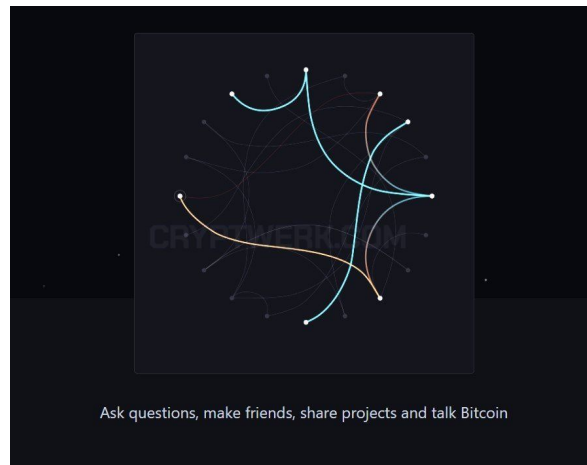 CRYPTWERK.COM
Ask questions, make friends, share projects and talk Bitcoin